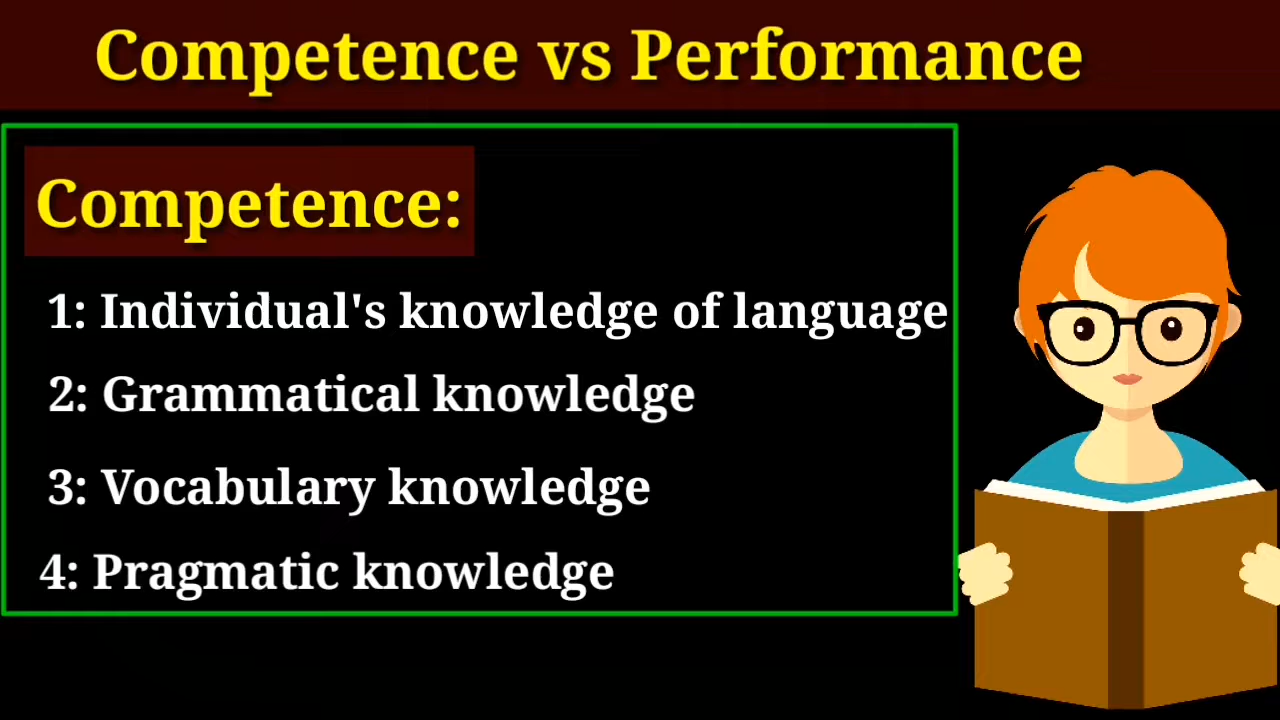 Competence vs Performance
Competence:
1: Individual's knowledge of language
2: Grammatical knowledge
3: Vocabulary knowledge
4: Pragmatic knowledge